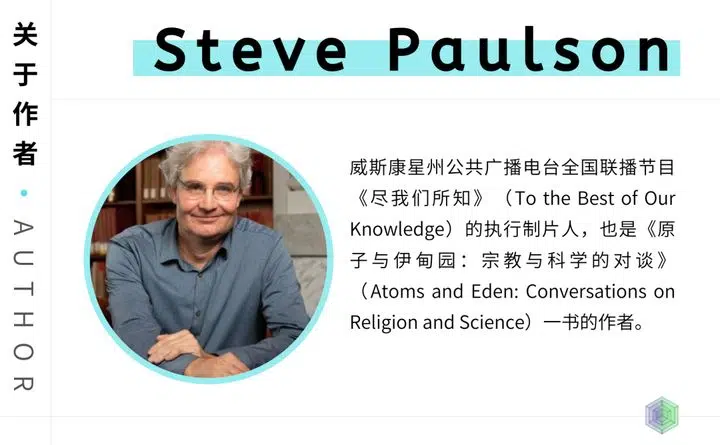 关于作者•AUTHOR
Steve Paulson
威斯康星州公共广播电台全国联播节目
《尽我们所知》（To the Best of Our
Knowledge）的执行制片人，也是《原
子与伊甸园：宗教与科学的对谈》
（Atoms and Eden: Conversations on
Religion and Science）一书的作者。